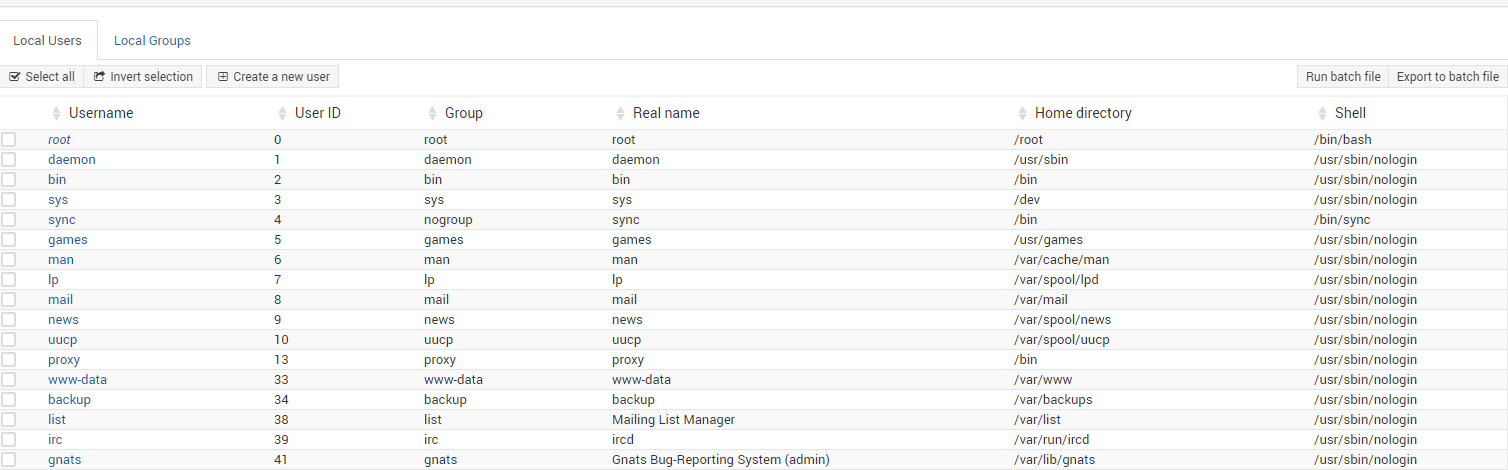 Local Users Local Groups
Select all Invert selection Create a new user Run batch file Export to batch file
Username User ID Group Real name Home directory Shell
root 0 root root /root /bin/bash
daemon 1 daemon daemon /usr/sbin /usr/sbin/nologin
bin 2 bin bin /bin /usr/sbin/nologin
sys 3 sys sys /dev /usr/sbin/nologin
sync 4 nogroup sync /bin /bin/sync
games 5 games games /usr/games /usr/sbin/nologin
man 6 man man /var/cache/man /usr/sbin/nologin
lp 7 lp lp /var/spool/lpd /usr/sbin/nologin
mail 8 mail mail /var/mail /usr/sbin/nologin
news 9 news news /var/spool/news /usr/sbin/nologin
uucp 10 uucp uucp /var/spool/uucp /usr/sbin/nologin
proxy 13 proxy proxy /bin /usr/sbin/nologin
www-data 33 www-data www-data /var/www /usr/sbin/nologin
backup 34 backup backup /var/backups /usr/sbin/nologin
list 38 list Mailing List Manager /var/list /usr/sbin/nologin
irc 39 irc ircd /var/run/ircd /usr/sbin/nologin
gnats 41 gnats Gnats Bug-Reporting System (admin) /var/lib/gnats /usr/sbin/nologin